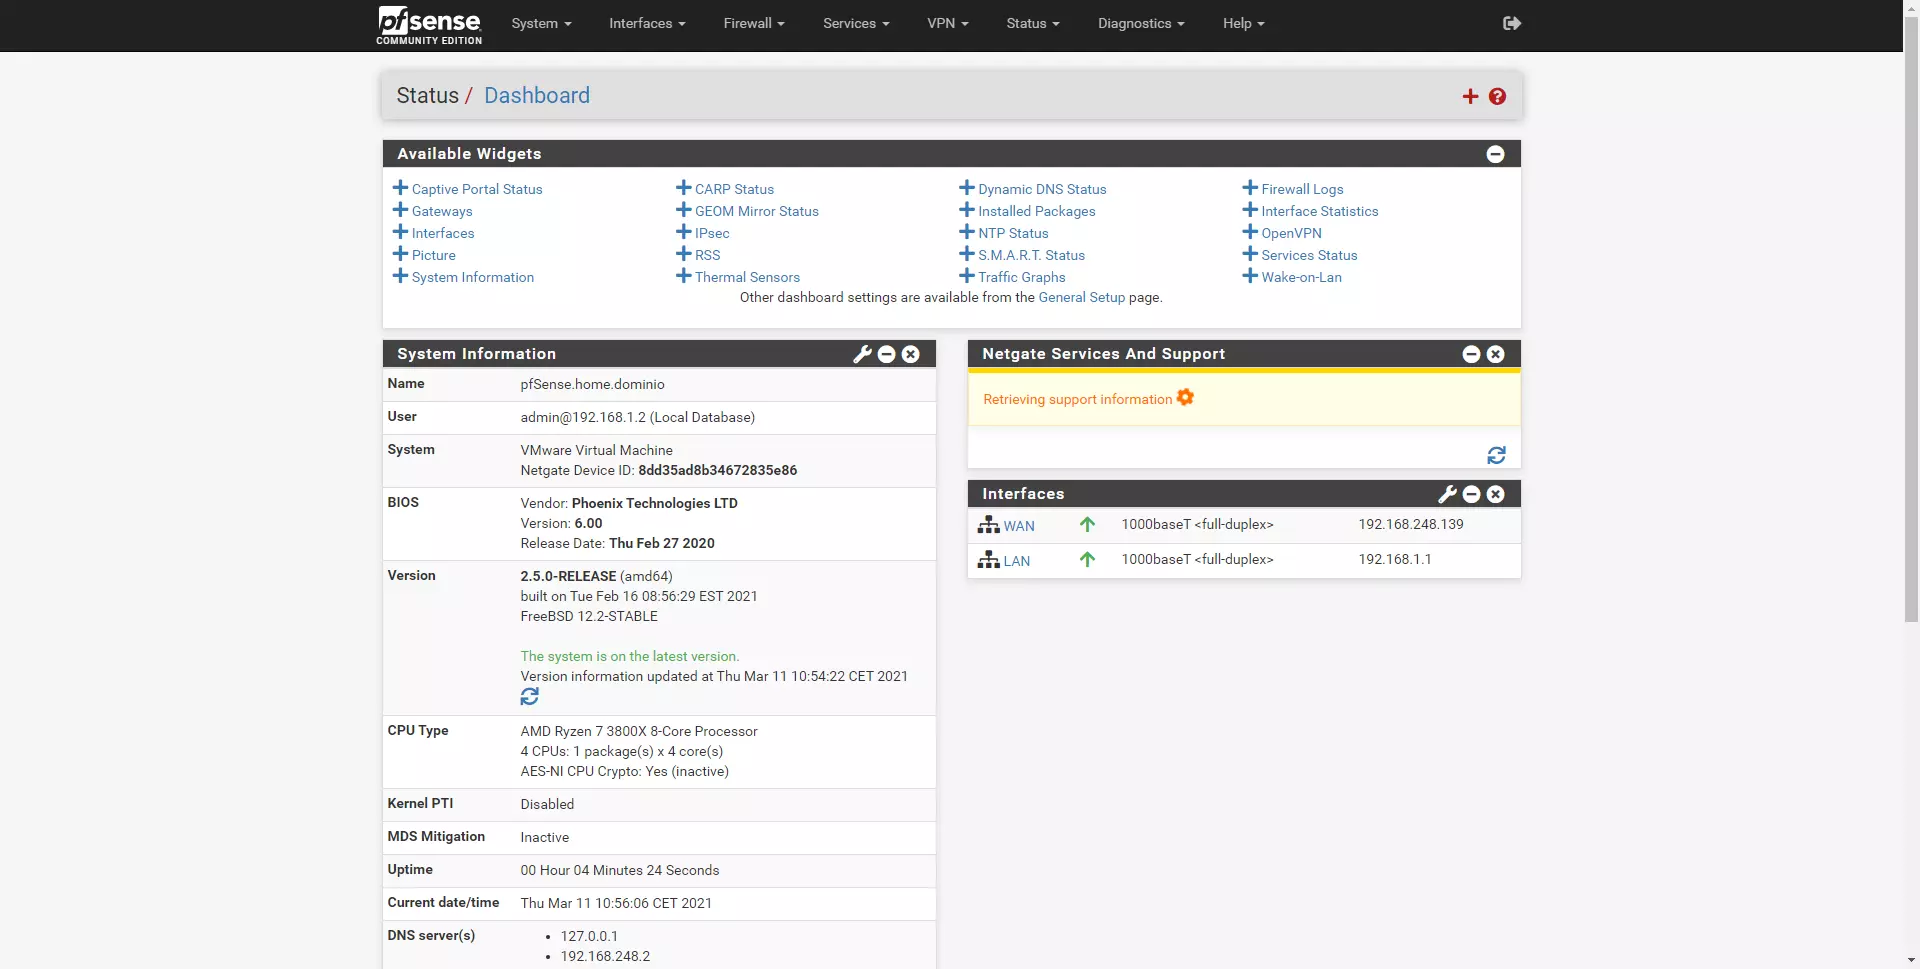 pfsense
COMMUNITY EDITION
System
Interfaces
Firewall
Services
VPN
Status
Diagnostics
Help
Status / Dashboard
Available Widgets
Captive Portal Status
CARP Status
Dynamic DNS Status
Firewall Logs
Gateways
GEOM Mirror Status
Installed Packages
Interface Statistics
Interfaces
IPsec
NTP Status
OpenVPN
Picture
RSS
S.M.A.R.T. Status
Services Status
System Information
Thermal Sensors
Traffic Graphs
Wake-on-Lan
Other dashboard settings are available from the General Setup page.
System Information
Name pfSense.home.dominio
User admin@192.168.1.2 (Local Database)
System VMware Virtual Machine
Netgate Device ID: 8dd35ad8b34672835e86
BIOS Vendor: Phoenix Technologies LTD
Version: 6.00
Release Date: Thu Feb 27 2020
Version 2.5.0-RELEASE (amd64)
built on Tue Feb 16 08:56:29 EST 2021
FreeBSD 12.2-STABLE
The system is on the latest version.
Version information updated at Thu Mar 11 10:54:22 CET 2021
CPU Type AMD Ryzen 7 3800X 8-Core Processor
4 CPUs: 1 package(s) x 4 core(s)
AES-NI CPU Crypto: Yes (inactive)
Kernel PTI Disabled
MDS Mitigation Inactive
Uptime 00 Hour 04 Minutes 24 Seconds
Current date/time Thu Mar 11 10:56:06 CET 2021
DNS server(s) • 127.0.0.1
• 192.168.248.2
Netgate Services And Support
Retrieving support information
Interfaces
WAN 1000baseT <full-duplex> 192.168.248.139
LAN 1000baseT <full-duplex> 192.168.1.1